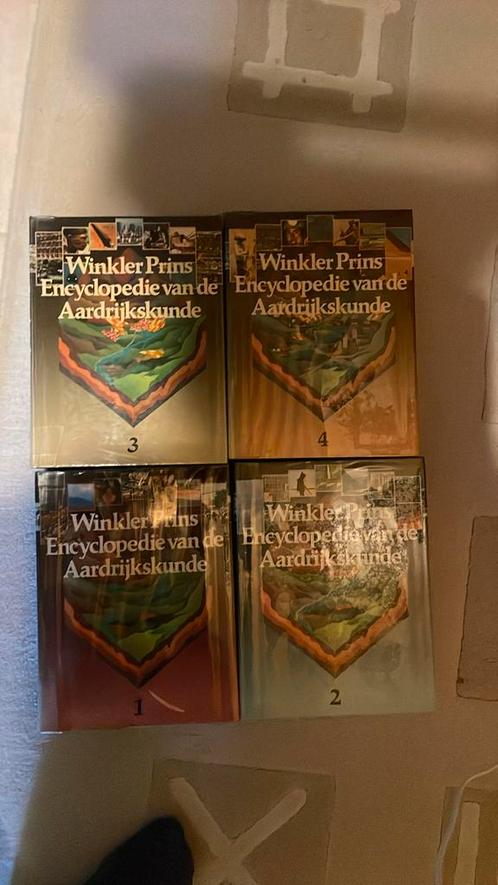 Winkler Prins
Encyclopedie van de
Aardrijkskunde
3
Winkler Prins
Encyclopedie van de
Aardrijkskunde
4
Winkler Prins
Encyclopedie van de
Aardrijkskunde
1
Winkler Prins
Encyclopedie van de
Aardrijkskunde
2